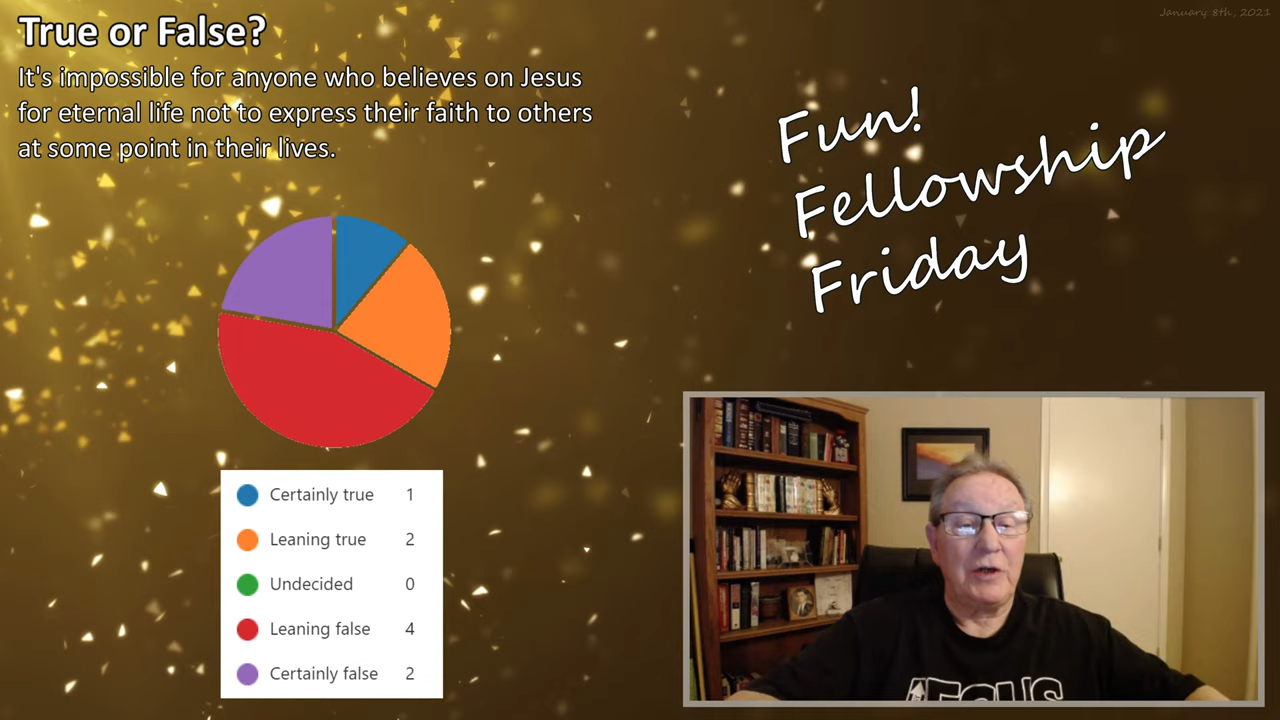 True or False?
It's impossible for anyone who believes on Jesus
for eternal life not to express their faith to others
at some point in their lives.
January 8th, 2021
Fun!
Fellowship
Friday
Certainly true 1
Leaning true 2
Undecided 0
Leaning false 4
Certainly false 2
JESUS